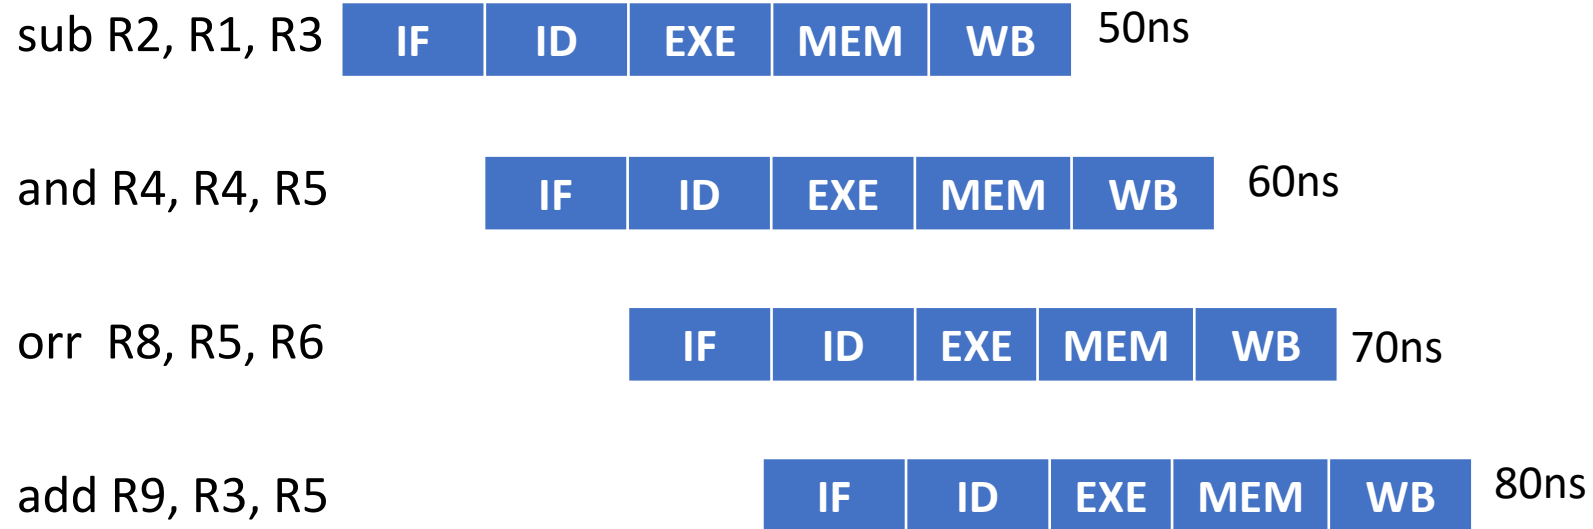 sub R2, R1, R3 IF ID EXE MEM WB 50ns
and R4, R4, R5 IF ID EXE MEM WB 60ns
orr R8, R5, R6 IF ID EXE MEM WB 70ns
add R9, R3, R5 IF ID EXE MEM WB 80ns